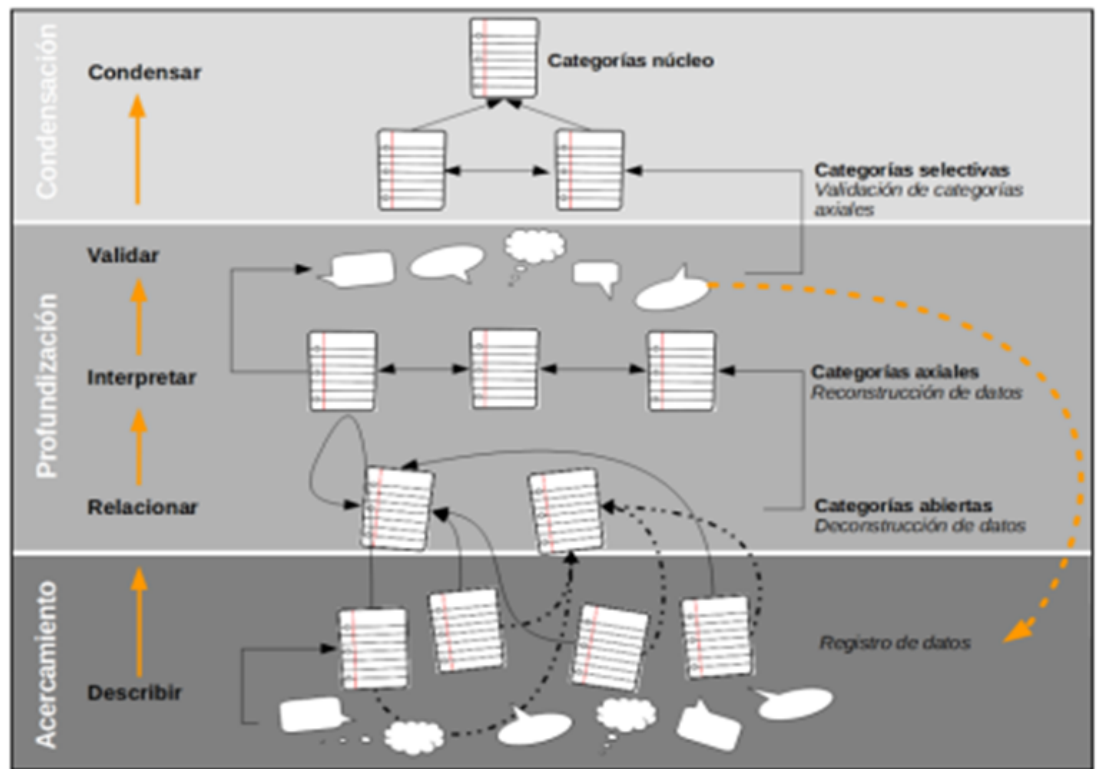 Condensación
Condensar
Categorías núcleo
Categorías selectivas
Validación de categorías
axiales
Profundización
Validar
Interpretar
Categorías axiales
Reconstrucción de datos
Relacionar
Categorías abiertas
Deconstrucción de datos
Acercamiento
Registro de datos
Describir